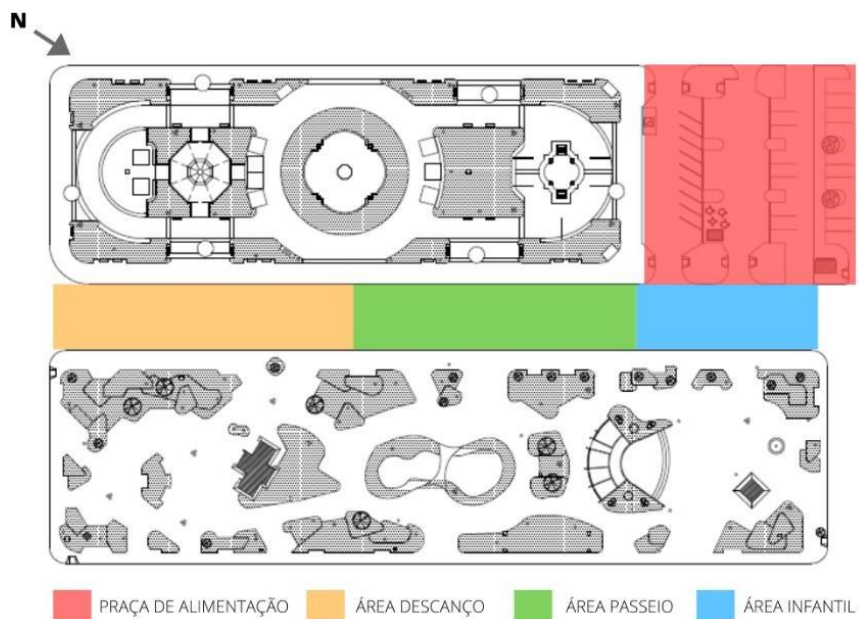 N
PRAÇA DE ALIMENTAÇÃO
ÁREA DESCANÇO
ÁREA PASSEIO
ÁREA INFANTIL